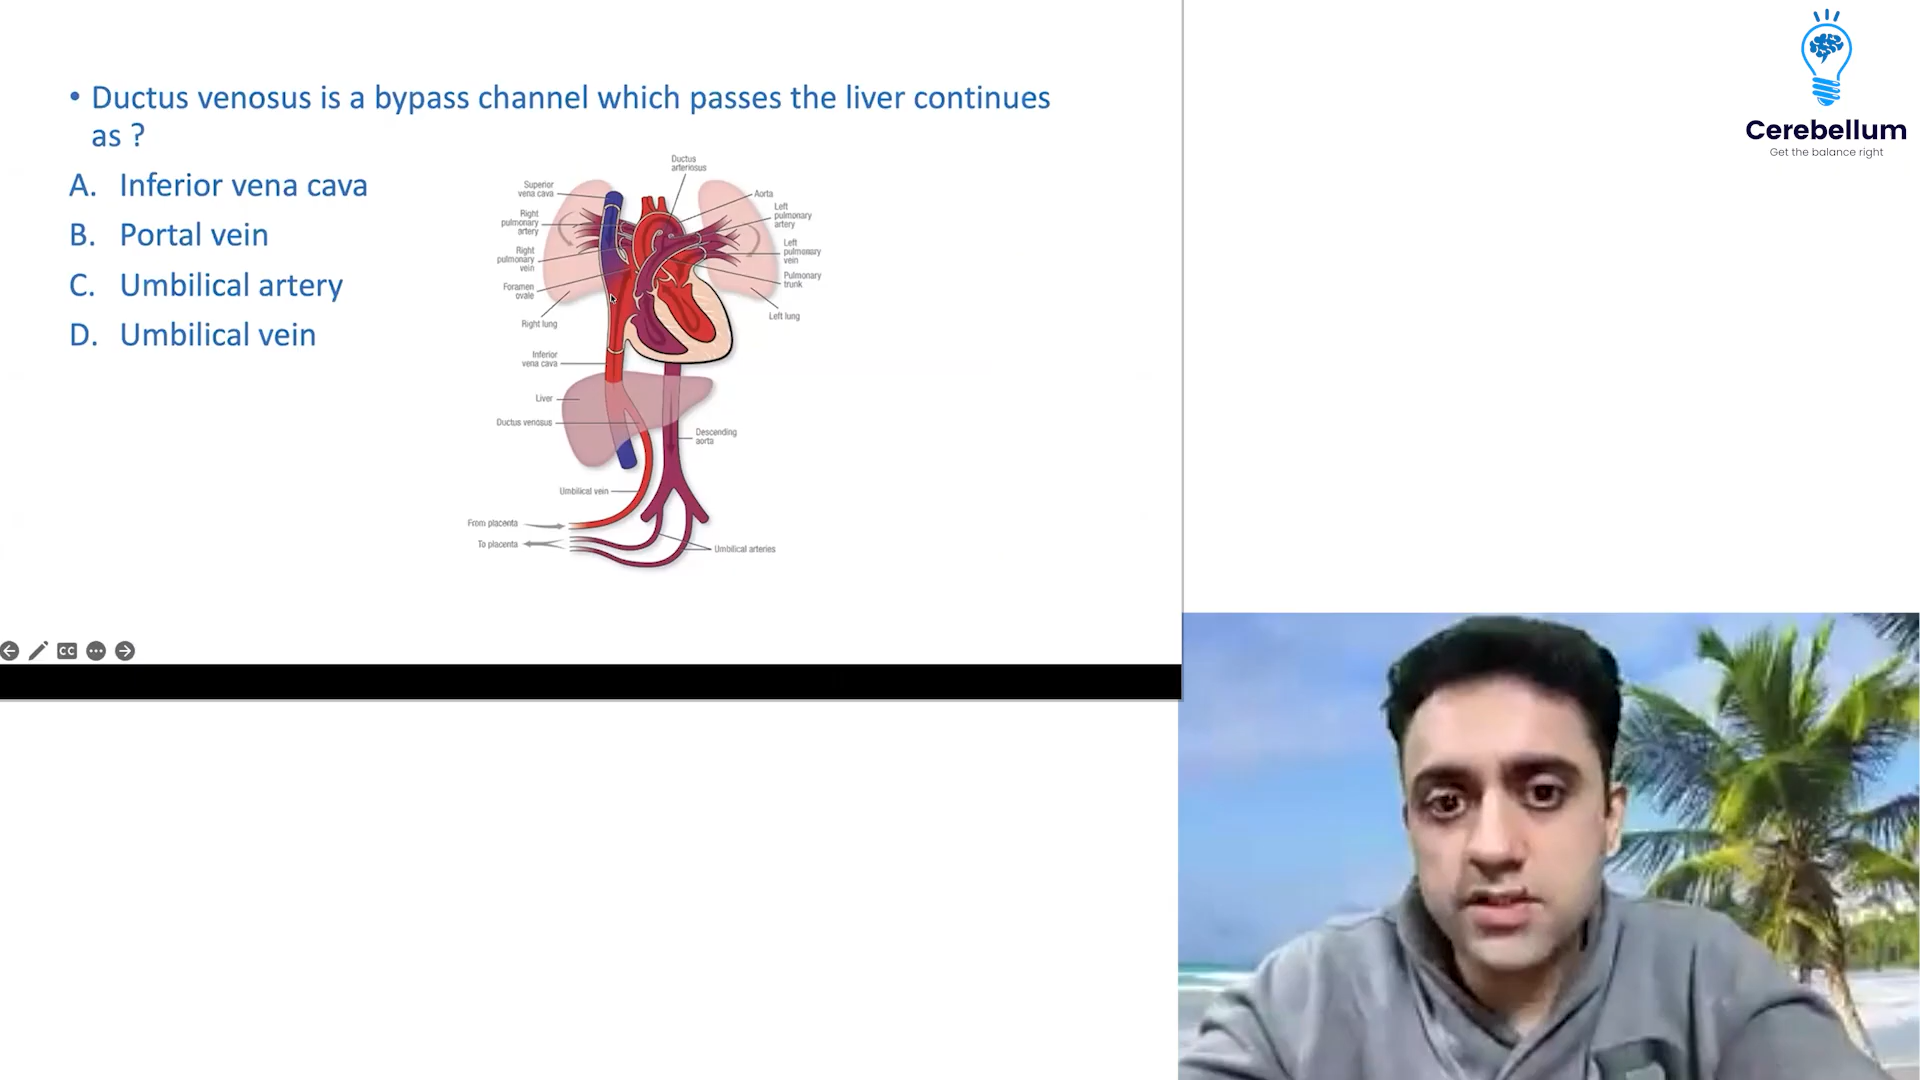 • Ductus venosus is a bypass channel which passes the liver continues
as ?
A. Inferior vena cava
B. Portal vein
C. Umbilical artery
D. Umbilical vein
Ductus
arteriosus
Superior
vena cava
Aorta
Right
pulmonary
artery
Left
pulmonary
artery
Right
pulmonary
vein
Left
pulmonary
vein
Foramen
ovale
Pulmonary
trunk
Right lung
Left lung
Inferior
vena cava
Liver
Ductus venosus
Descending
aorta
Umbilical vein
From placenta
To placenta
Umbilical arteries
CC
Cerebellum
Get the balance right